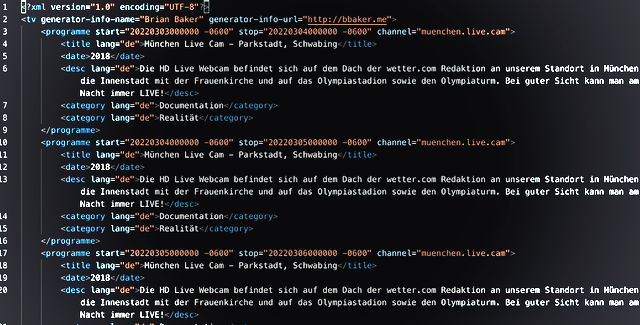 1 <?xml version="1.0" encoding="UTF-8"?>
2 <tv generator-info-name="Brian Baker" generator-info-url="http://bbaker.me">
3 <programme start="20220303000000 -0600" stop="20220304000000 -0600" channel="muenchen.live.cam">
4 <title lang="de">München Live Cam - Parkstadt, Schwabing</title>
5 <date>2018</date>
6 <desc lang="de">Die HD Live Webcam befindet sich auf dem Dach der wetter.com Redaktion an unserem Standort in München
die Innenstadt mit der Frauenkirche und auf das Olympiastadion sowie den Olympiaturm. Bei guter Sicht kann man am
Nacht immer LIVE!</desc>
7 <category lang="de">Documentation</category>
8 <category lang="de">Realität</category>
9 </programme>
10 <programme start="20220304000000 -0600" stop="20220305000000 -0600" channel="muenchen.live.cam">
11 <title lang="de">München Live Cam - Parkstadt, Schwabing</title>
12 <date>2018</date>
13 <desc lang="de">Die HD Live Webcam befindet sich auf dem Dach der wetter.com Redaktion an unserem Standort in München
die Innenstadt mit der Frauenkirche und auf das Olympiastadion sowie den Olympiaturm. Bei guter Sicht kann man am
Nacht immer LIVE!</desc>
14 <category lang="de">Documentation</category>
15 <category lang="de">Realität</category>
16 </programme>
17 <programme start="20220305000000 -0600" stop="20220306000000 -0600" channel="muenchen.live.cam">
18 <title lang="de">München Live Cam - Parkstadt, Schwabing</title>
19 <date>2018</date>
20 <desc lang="de">Die HD Live Webcam befindet sich auf dem Dach der wetter.com Redaktion an unserem Standort in München
die Innenstadt mit der Frauenkirche und auf das Olympiastadion sowie den Olympiaturm. Bei guter Sicht kann man am
Nacht immer LIVE!</desc>